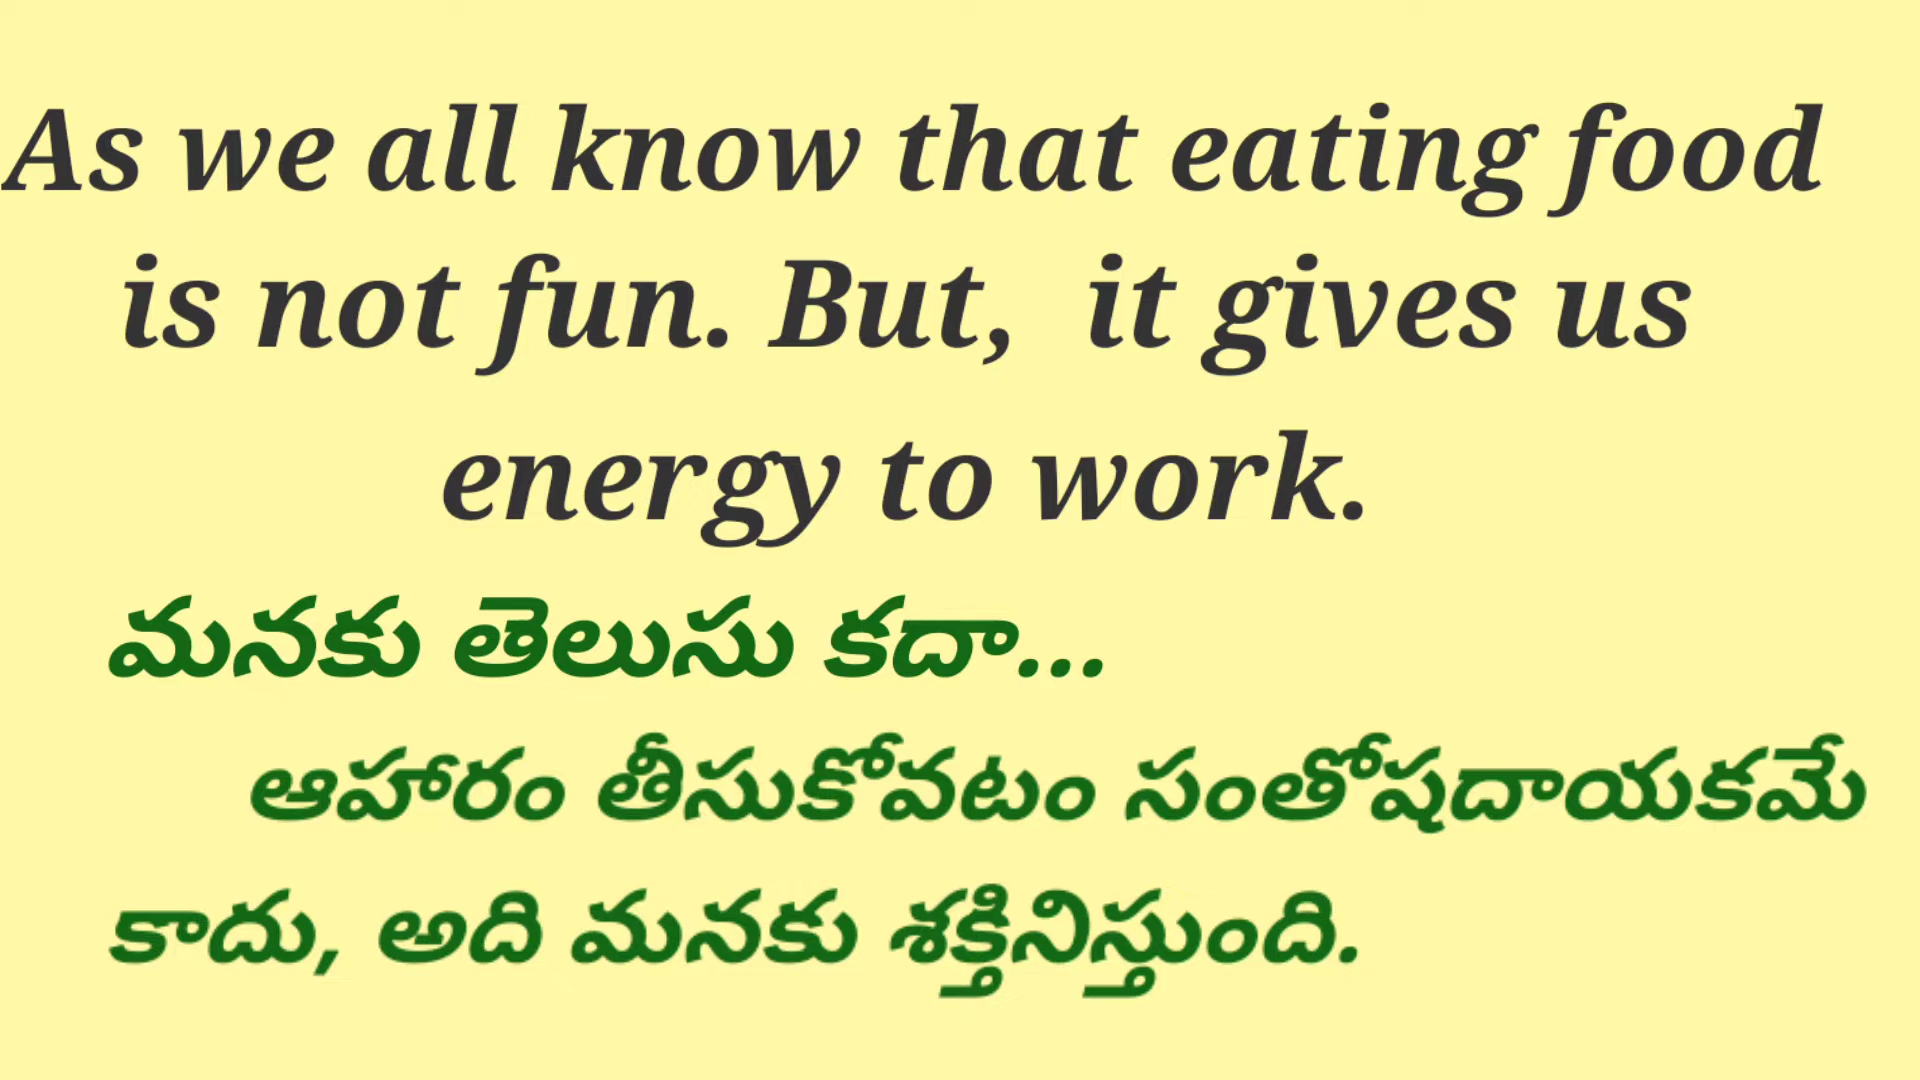 As we all know that eating food
is not fun. But, it gives us
energy to work.
మనకు తెలుసు కదా...
ఆహారం తీసుకోవటం సంతోషదాయకమే
కాదు, అది మనకు శక్తినిస్తుంది.